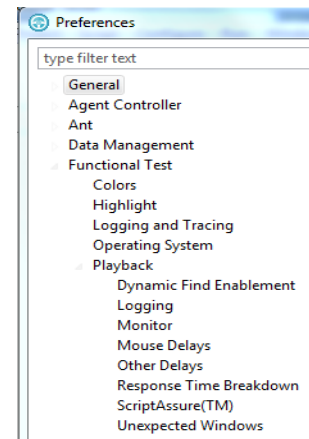 Preferences
type filter text
General
Agent Controller
Ant
Data Management
Functional Test
Colors
Highlight
Logging and Tracing
Operating System
Playback
Dynamic Find Enablement
Logging
Monitor
Mouse Delays
Other Delays
Response Time Breakdown
ScriptAssure(TM)
Unexpected Windows